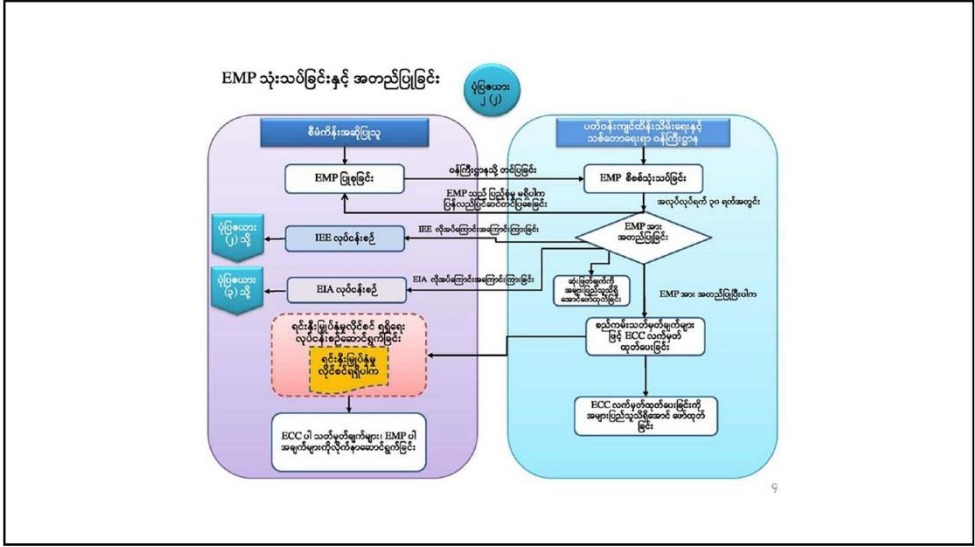 EMP သုံးသပ်ခြင်းနှင့် အတည်ပြုခြင်း
ပုံပြဇယား
၂ (၂)
စီမံကိန်းအဆိုပြုသူ
ပတ်ဝန်းကျင်ထိန်းသိမ်းရေးနှင့်
သစ်တောရေးရာ ဝန်ကြီးဌာန
EMP ပြုစုခြင်း
ဝန်ကြီးဌာနသို့ တင်ပြခြင်း
EMP စိစစ်သုံးသပ်ခြင်း
EMP သည် ပြည့်စုံမှု မရှိပါက
ပြန်လည်ပြင်ဆင်တင်ပြစေခြင်း
အလုပ်လုပ်ရက် ၃၀ ရက်အတွင်း
ပုံပြဇယား
(၂) သို့
IEE လုပ်ငန်းစဉ်
IEE လိုအပ်ကြောင်းအကြောင်းကြားခြင်း
EMP အား
အတည်ပြုခြင်း
ပုံပြဇယား
(၃) သို့
EIA လုပ်ငန်းစဉ်
EIA လိုအပ်ကြောင်းအကြောင်းကြားခြင်း
ဆုံးဖြတ်ချက်ကို
အများပြည်သူသိရှိ
အောင်ဖော်ထုတ်ခြင်း
EMP အား အတည်ပြုပြီးပါက
ရင်းနှီးမြှုပ်နှံမှုလိုင်စင် ရရှိရေး
လုပ်ငန်းစဉ်ဆောင်ရွက်ခြင်း
ရင်းနှီးမြှုပ်နှံမှု
လိုင်စင်ရရှိပါက
စည်ကမ်းသတ်မှတ်ချက်များ
ဖြင့် ECC လက်မှတ်
ထုတ်ပေးခြင်း
ECC ပါ သတ်မှတ်ချက်များ၊ EMP ပါ
အချက်များကိုလိုက်နာဆောင်ရွက်ခြင်း
ECC လက်မှတ်ထုတ်ပေးခြင်းကို
အများပြည်သူသိရှိအောင် ဖော်ထုတ်
ခြင်း